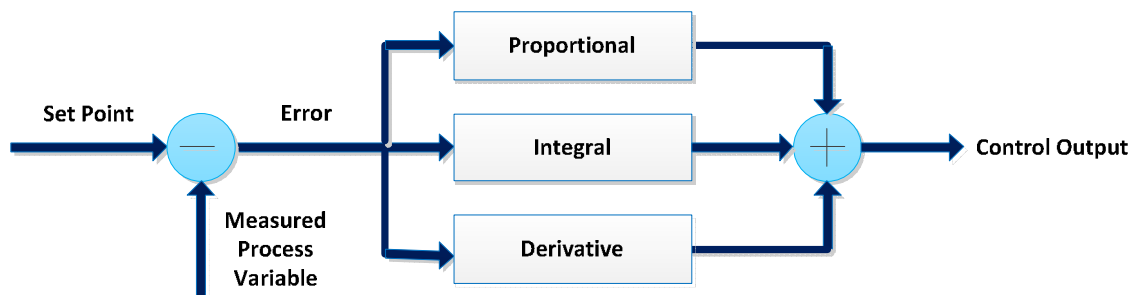 Set Point
Error
Measured
Process
Variable
Proportional
Integral
Derivative
Control Output